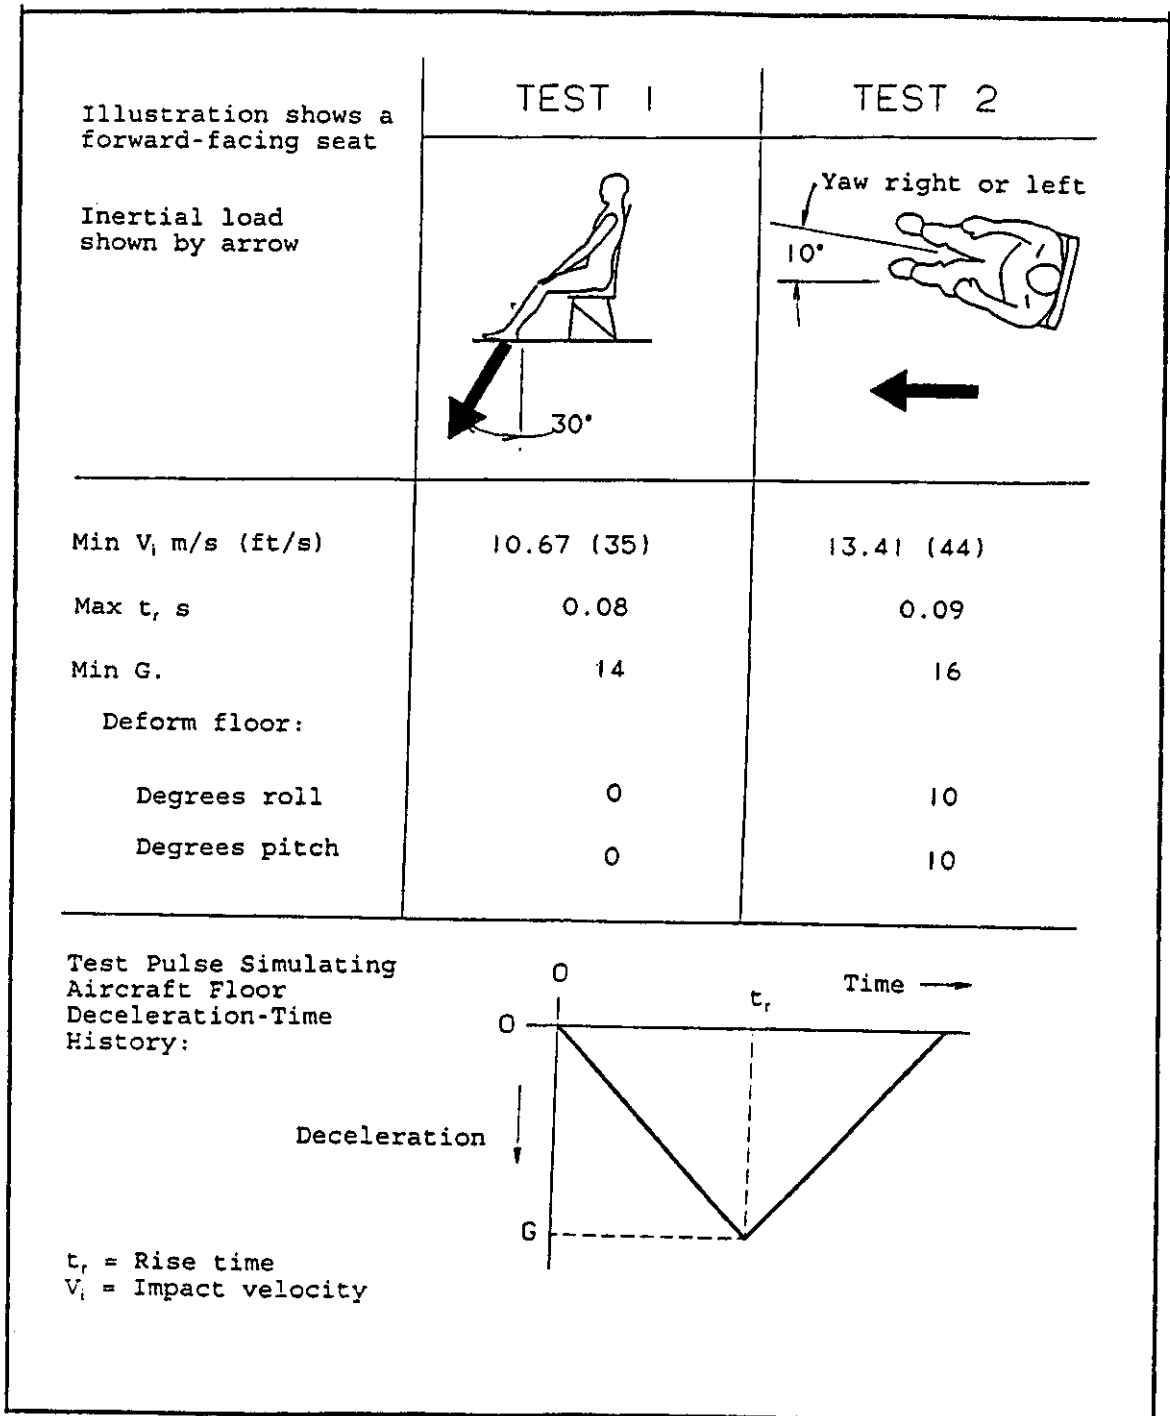 Illustration shows a
forward-facing seat
Inertial load
shown by arrow
TEST 1
TEST 2
Yaw right or left
10°
30°
Min Vᵢ m/s (ft/s) 10.67 (35) 13.41 (44)
Max tᵣ s 0.08 0.09
Min G. 14 16
Deform floor:
Degrees roll 0 10
Degrees pitch 0 10
Test Pulse Simulating
Aircraft Floor
Deceleration-Time
History:
0
Time
tᵣ
0
Deceleration
G
tᵣ = Rise time
Vᵢ = Impact velocity